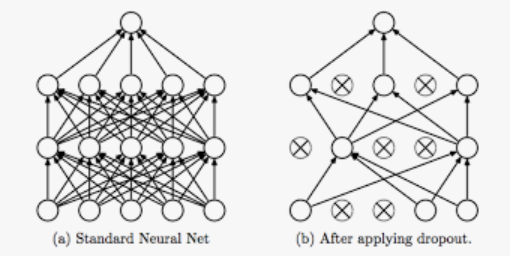 (a) Standard Neural Net
(b) After applying dropout.